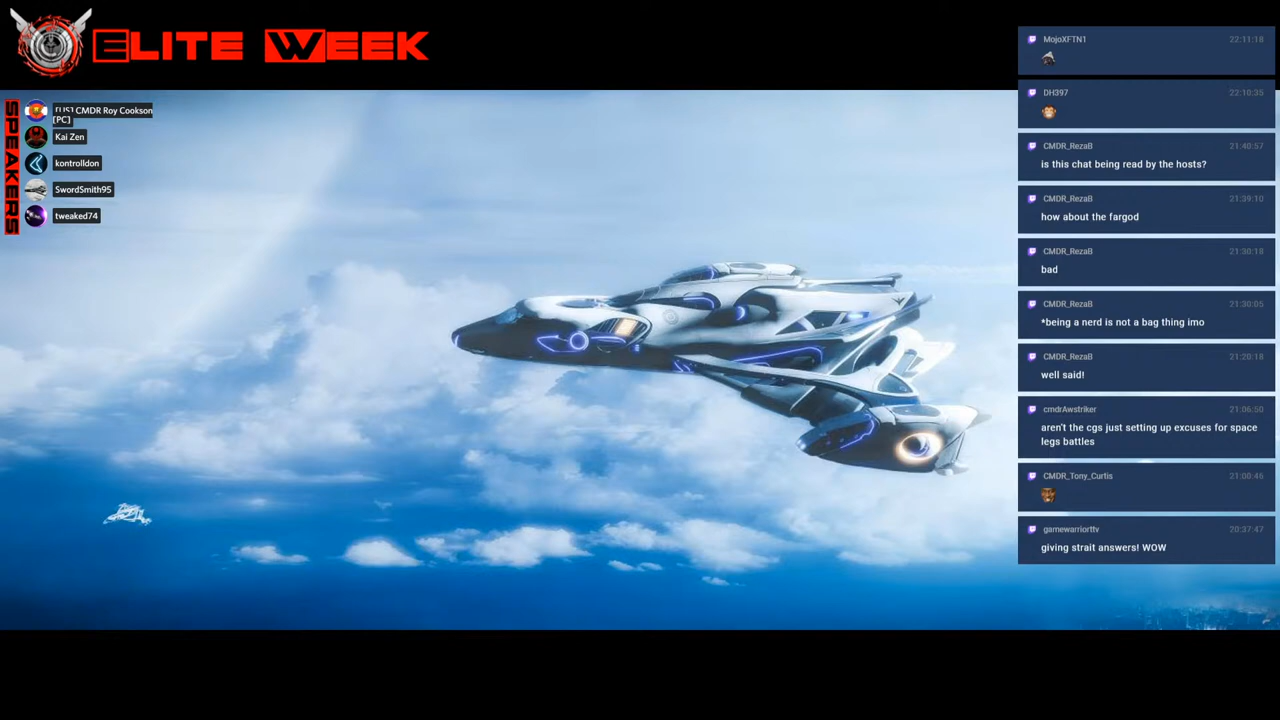 ELITE WEEK
SPEAKERS
[US] CMDR Roy Cookson
[PC]
Kai Zen
kontrolldon
SwordSmith95
tweaked74
MojoXFTN1 22:11:18
DH397 22:10:35
CMDR_RezaB 21:40:57
is this chat being read by the hosts?
CMDR_RezaB 21:39:10
how about the fargod
CMDR_RezaB 21:30:18
bad
CMDR_RezaB 21:30:05
*being a nerd is not a bag thing imo
CMDR_RezaB 21:20:18
well said!
cmdrAwstriker 21:06:50
aren't the cgs just setting up excuses for space
legs battles
CMDR_Tony_Curtis 21:00:46
gamewarriorttv 20:37:47
giving strait answers! WOW